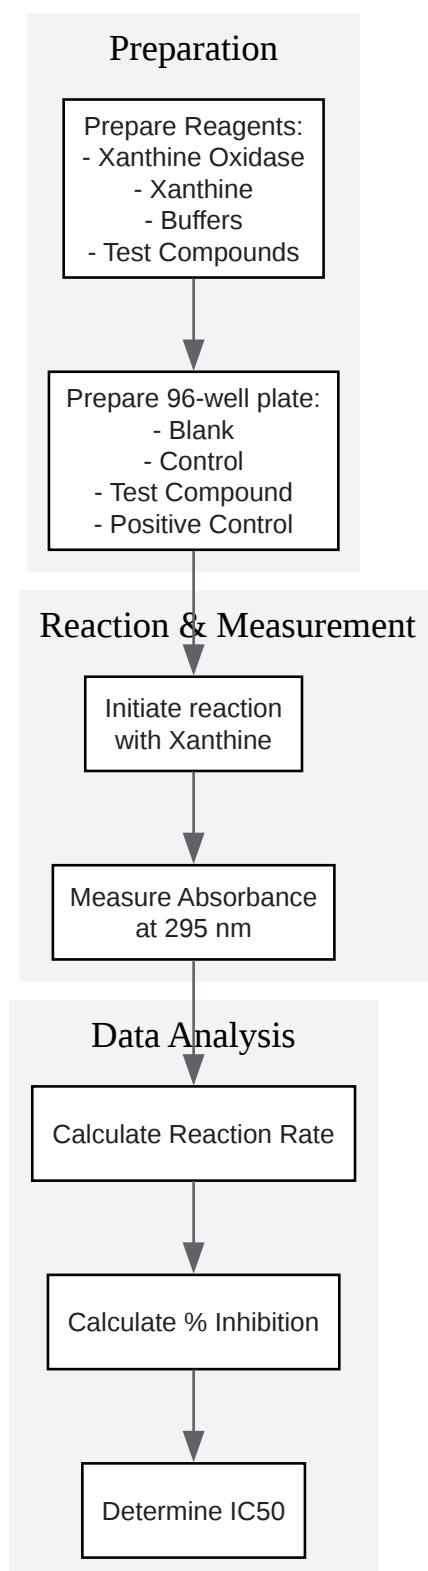 Preparation
Prepare Reagents:
- Xanthine Oxidase
- Xanthine
- Buffers
- Test Compounds
Prepare 96-well plate:
- Blank
- Control
- Test Compound
- Positive Control
Reaction & Measurement
Initiate reaction
with Xanthine
Measure Absorbance
at 295 nm
Data Analysis
Calculate Reaction Rate
Calculate % Inhibition
Determine IC50